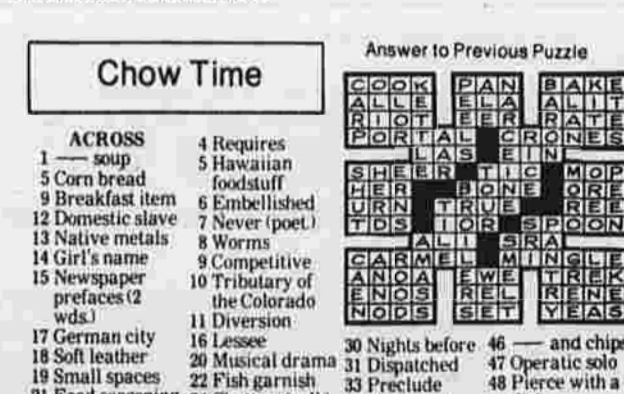 Chow Time
ACROSS
1 — soup
5 Corn bread
9 Breakfast item
12 Domestic slave
13 Native metals
14 Girl's name
15 Newspaper
prefaces (2
wds.)
17 German city
18 Soft leather
19 Small spaces
4 Requires
5 Hawaiian
foodstuff
6 Embellished
7 Never (poet.)
8 Worms
9 Competitive
10 Tributary of
the Colorado
11 Diversion
16 Lessee
20 Musical drama
22 Fish garnish
Answer to Previous Puzzle
COOK PAN BAKE
ALLE ELA ALIT
RIOT EER RATE
PORTAL CRONES
LAS EIN
SHEER TIC MOP
HER BONE ORE
URN TRUE REE
TDS IOR SPOON
ALI SRA
CARMEL MINGLE
ANOA EWE TREK
ENOS REL RENE
NODS SET YEAS
30 Nights before
31 Dispatched
33 Preclude
46 — and chips
47 Operatic solo
48 Pierce with a